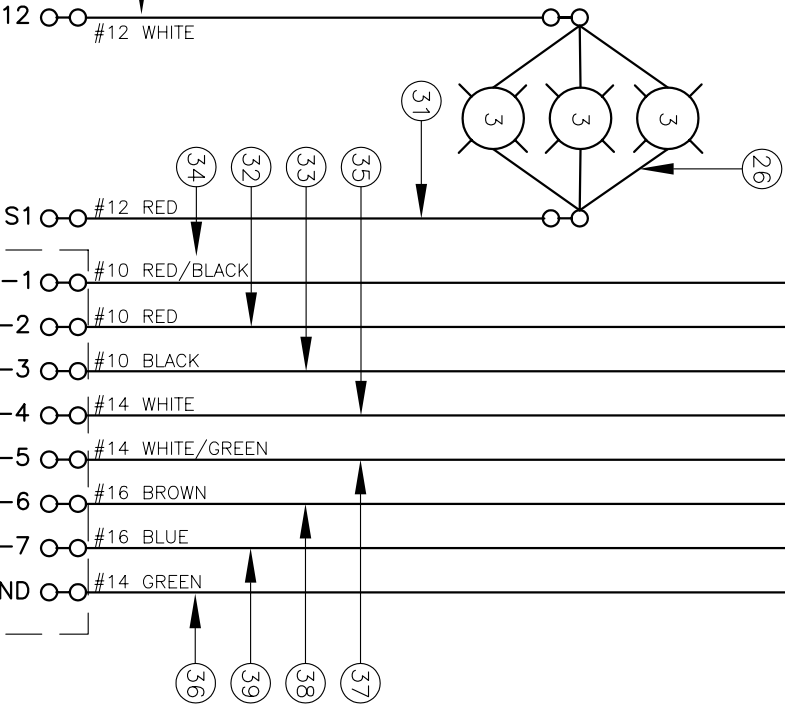 12
#12 WHITE
31
3 3 3
26
34 32 33 35
S1 #12 RED
-1 #10 RED/BLACK
-2 #10 RED
-3 #10 BLACK
-4 #14 WHITE
-5 #14 WHITE/GREEN
-6 #16 BROWN
-7 #16 BLUE
ND #14 GREEN
36 39 38 37